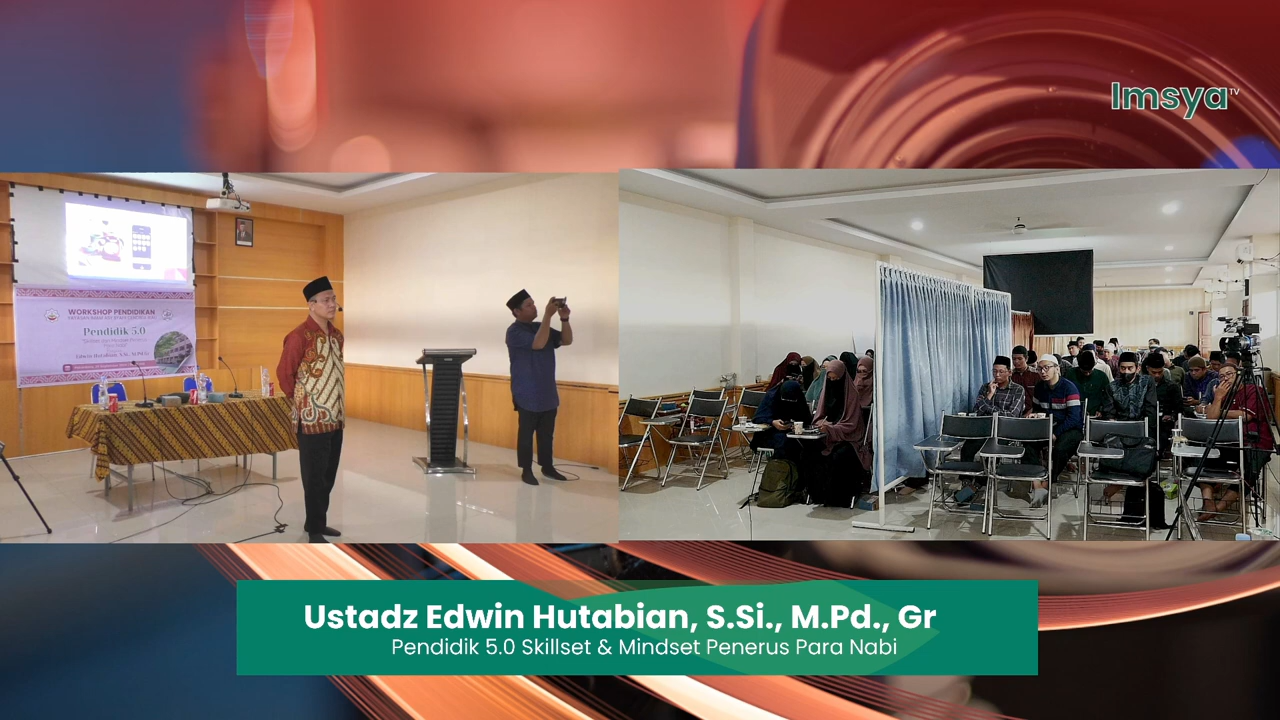 Imsya TV
WORKSHOP PENDIDIKAN
Pendidik 5.0
Ustadz Edwin Hutabian, S.Si., M.Pd., Gr
Pendidik 5.0 Skillset & Mindset Penerus Para Nabi